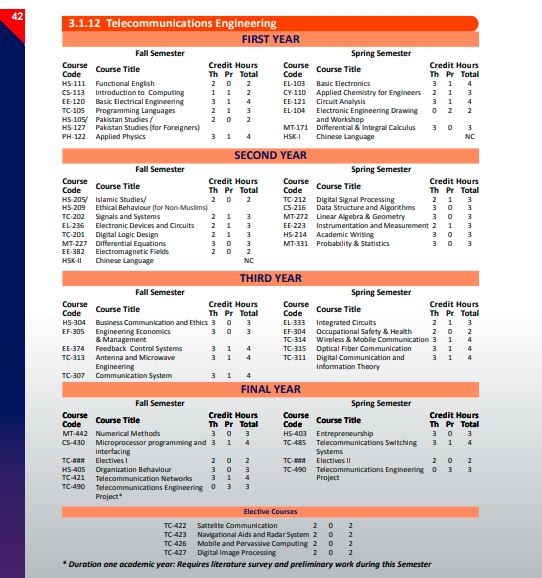 42
3.1.12 Telecommunications Engineering
FIRST YEAR
Fall Semester
Course Code Course Title Credit Hours Th Pr Total
HS-111 Functional English 2 0 2
CS-113 Introduction to Computing 1 1 2
EE-120 Basic Electrical Engineering 3 1 4
TC-105 Programming Languages 2 1 3
HS-105/ Pakistan Studies / 2 0 2
HS-127 Pakistan Studies (for Foreigners)
PH-122 Applied Physics 3 1 4
Spring Semester
Course Code Course Title Credit Hours Th Pr Total
EL-103 Basic Electronics 3 1 4
CY-110 Applied Chemistry for Engineers 2 1 3
EE-121 Circuit Analysis 3 1 4
EL-104 Electronic Engineering Drawing 0 2 2
and Workshop
MT-171 Differential & Integral Calculus 3 0 3
HSK-I Chinese Language NC
SECOND YEAR
Fall Semester
Course Code Course Title Credit Hours Th Pr Total
HS-205/ Islamic Studies/ 2 0 2
HS-209 Ethical Behaviour (for Non-Muslims)
TC-202 Signals and Systems 2 1 3
EL-236 Electronic Devices and Circuits 2 1 3
TC-201 Digital Logic Design 2 1 3
MT-227 Differential Equations 3 0 3
EE-382 Electromagnetic Fields 2 0 2
HSK-II Chinese Language NC
Spring Semester
Course Code Course Title Credit Hours Th Pr Total
TC-212 Digital Signal Processing 2 1 3
CS-216 Data Structure and Algorithms 3 0 3
MT-272 Linear Algebra & Geometry 3 0 3
EE-223 Instrumentation and Measurement 2 1 3
HS-214 Academic Writing 3 0 3
MT-331 Probability & Statistics 3 0 3
THIRD YEAR
Fall Semester
Course Code Course Title Credit Hours Th Pr Total
HS-304 Business Communication and Ethics 3 0 3
EF-305 Engineering Economics 3 0 3
& Management
EE-374 Feedback Control Systems 3 1 4
TC-313 Antenna and Microwave 3 1 4
Engineering
TC-307 Communication System 3 1 4
Spring Semester
Course Code Course Title Credit Hours Th Pr Total
EL-333 Integrated Circuits 2 1 3
EF-304 Occupational Safety & Health 2 0 2
TC-314 Wireless & Mobile Communication 3 1 4
TC-315 Optical Fiber Communication 3 1 4
TC-311 Digital Communication and 3 1 4
Information Theory
FINAL YEAR
Fall Semester
Course Code Course Title Credit Hours Th Pr Total
MT-442 Numerical Methods 3 0 3
CS-430 Microprocessor programming and 3 1 4
interfacing
TC-### Electives I 2 0 2
HS-405 Organization Behaviour 3 0 3
TC-421 Telecommunication Networks 3 1 4
TC-490 Telecommunications Engineering 0 3 3
Project*
Spring Semester
Course Code Course Title Credit Hours Th Pr Total
HS-403 Entrepreneurship 3 0 3
TC-485 Telecommunications Switching 3 1 4
Systems
TC-### Electives II 2 0 2
TC-490 Telecommunications Engineering 0 3 3
Project
Elective Courses
TC-422 Sattelite Communication 2 0 2
TC-423 Navigational Aids and Radar System 2 0 2
TC-426 Mobile and Pervassive Computing 2 0 2
TC-427 Digital Image Processing 2 0 2
* Duration one academic year: Requires literature survey and preliminary work during this Semester